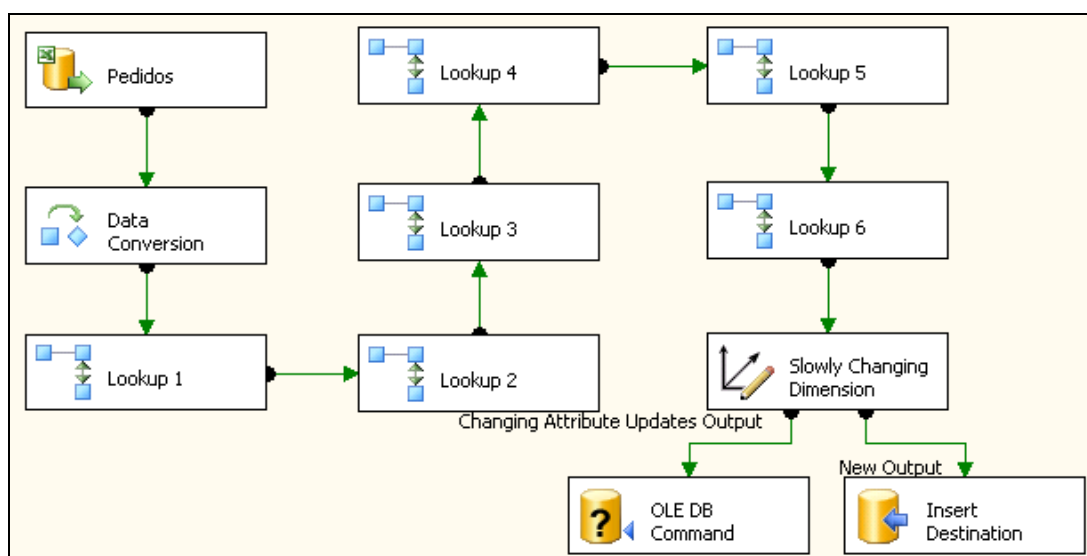 Pedidos
Data
Conversion
Lookup 1
Lookup 2
Lookup 3
Lookup 4
Lookup 5
Lookup 6
Slowly Changing
Dimension
Changing Attribute Updates Output
New Output
OLE DB
Command
Insert
Destination